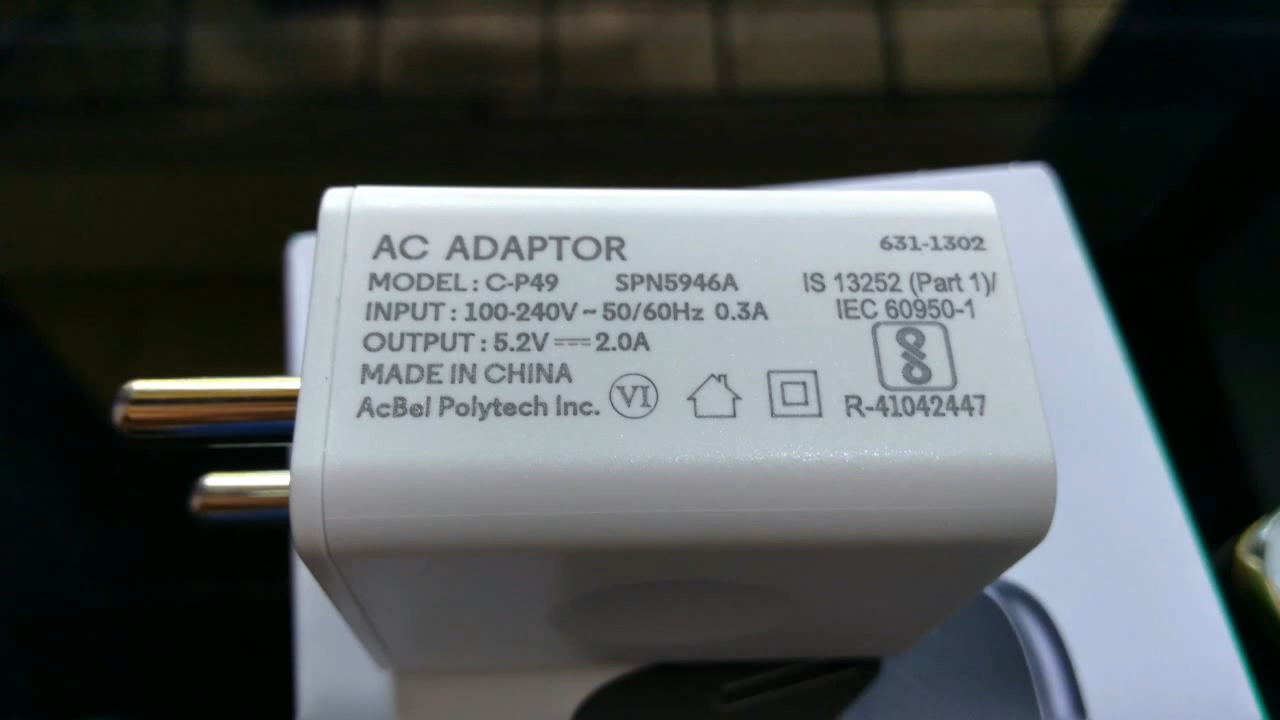 AC ADAPTOR
631-1302
MODEL : C-P49 SPN5946A
IS 13252 (Part 1)/
IEC 60950-1
INPUT : 100-240V ~ 50/60Hz 0.3A
OUTPUT : 5.2V ⎓ 2.0A
MADE IN CHINA
AcBel Polytech Inc.
VI
R-41042447